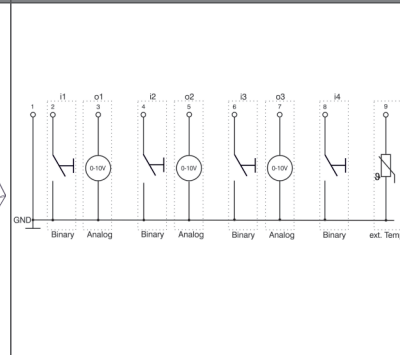 i1 o1 i2 o2 i3 o3 i4
1 2 3 4 5 6 7 8 9
0-10V 0-10V 0-10V
ϑ
GND
Binary Analog Binary Analog Binary Analog Binary ext. Tem